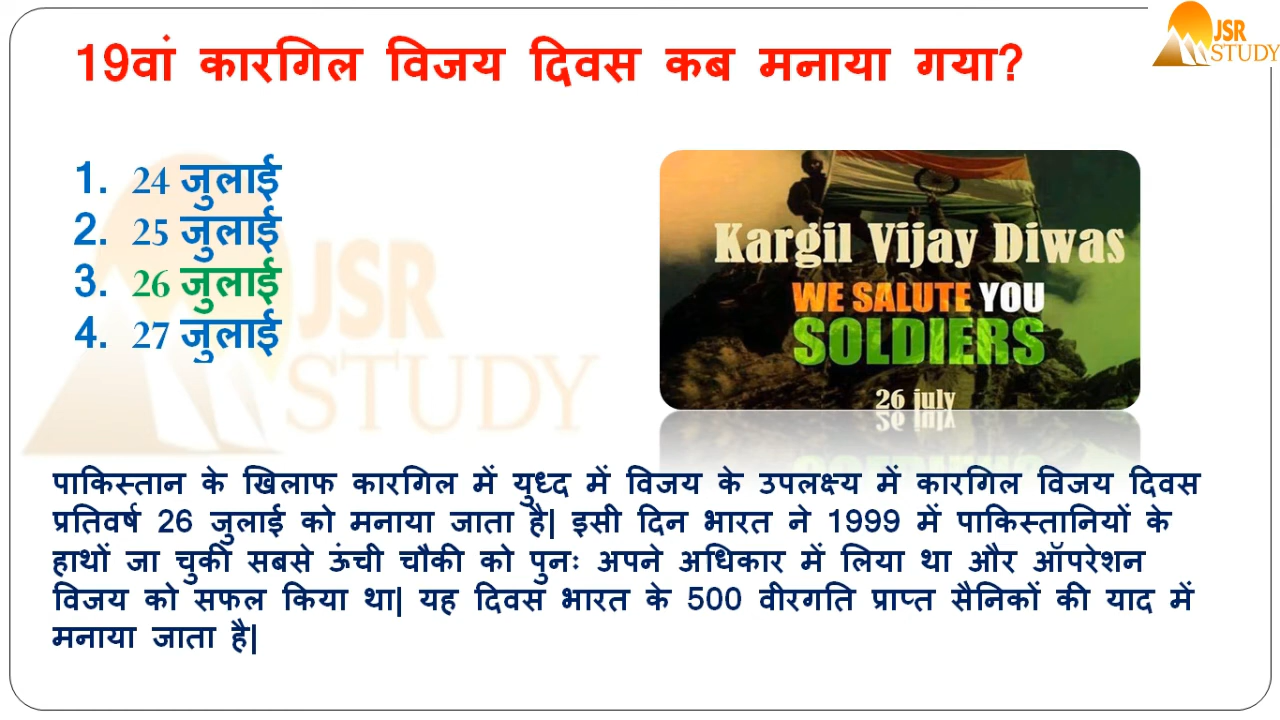 JSR
STUDY
19वां कारगिल विजय दिवस कब मनाया गया?
1. 24 जुलाई
2. 25 जुलाई
3. 26 जुलाई
4. 27 जुलाई
JSR
STUDY
Kargil Vijay Diwas
WE SALUTE YOU
SOLDIERS
26 july
पाकिस्तान के खिलाफ कारगिल में युध्द में विजय के उपलक्ष्य में कारगिल विजय दिवस
प्रतिवर्ष 26 जुलाई को मनाया जाता है| इसी दिन भारत ने 1999 में पाकिस्तानियों के
हाथों जा चुकी सबसे ऊंची चौकी को पुनः अपने अधिकार में लिया था और ऑपरेशन
विजय को सफल किया था| यह दिवस भारत के 500 वीरगति प्राप्त सैनिकों की याद में
मनाया जाता है|